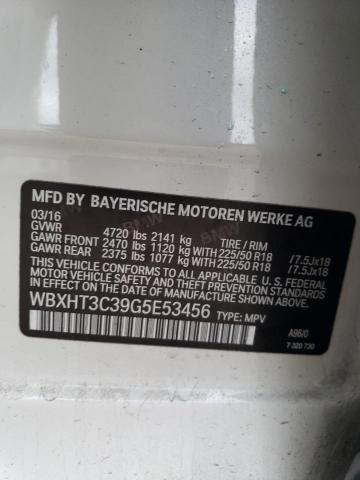 MFD BY BAYERISCHE MOTOREN WERKE AG
03/16
GVWR 4720 lbs 2141 kg TIRE / RIM
GAWR FRONT 2470 lbs 1120 kg WITH 225/50 R18 /7.5Jx18
GAWR REAR 2375 lbs 1077 kg WITH 225/50 R18 /7.5Jx18
THIS VEHICLE CONFORMS TO ALL APPLICABLE U.S. FEDERAL
MOTOR VEHICLE SAFETY, BUMPER, AND THEFT PREVENTION
STANDARDS IN EFFECT ON THE DATE OF MANUFACTURE SHOWN ABOVE.
WBXHT3C39G5E53456 TYPE: MPV
A96/0
7 320 730